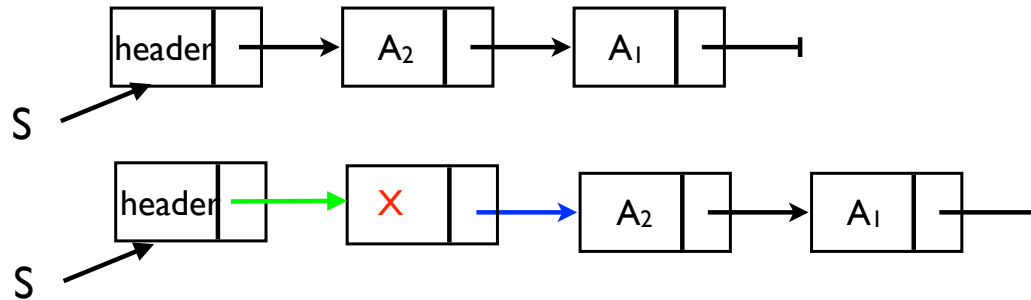 header A₂ A₁
S
header X A₂ A₁
S